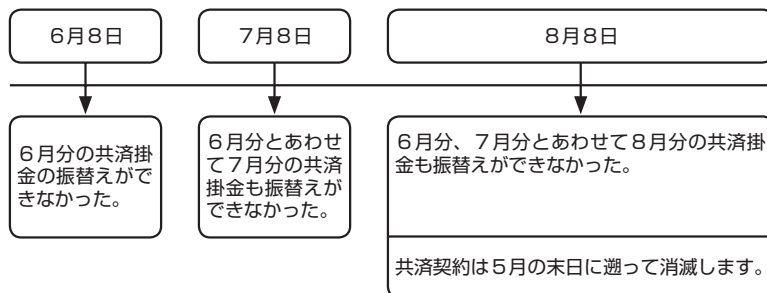 6月8日
7月8日
8月8日
6月分の共済掛
金の振替えがで
きなかった。
6月分とあわせ
て7月分の共済
掛金も振替えが
できなかった。
6月分、7月分とあわせて8月分の共済掛
金も振替えができなかった。
共済契約は5月の末日に遡って消滅します。